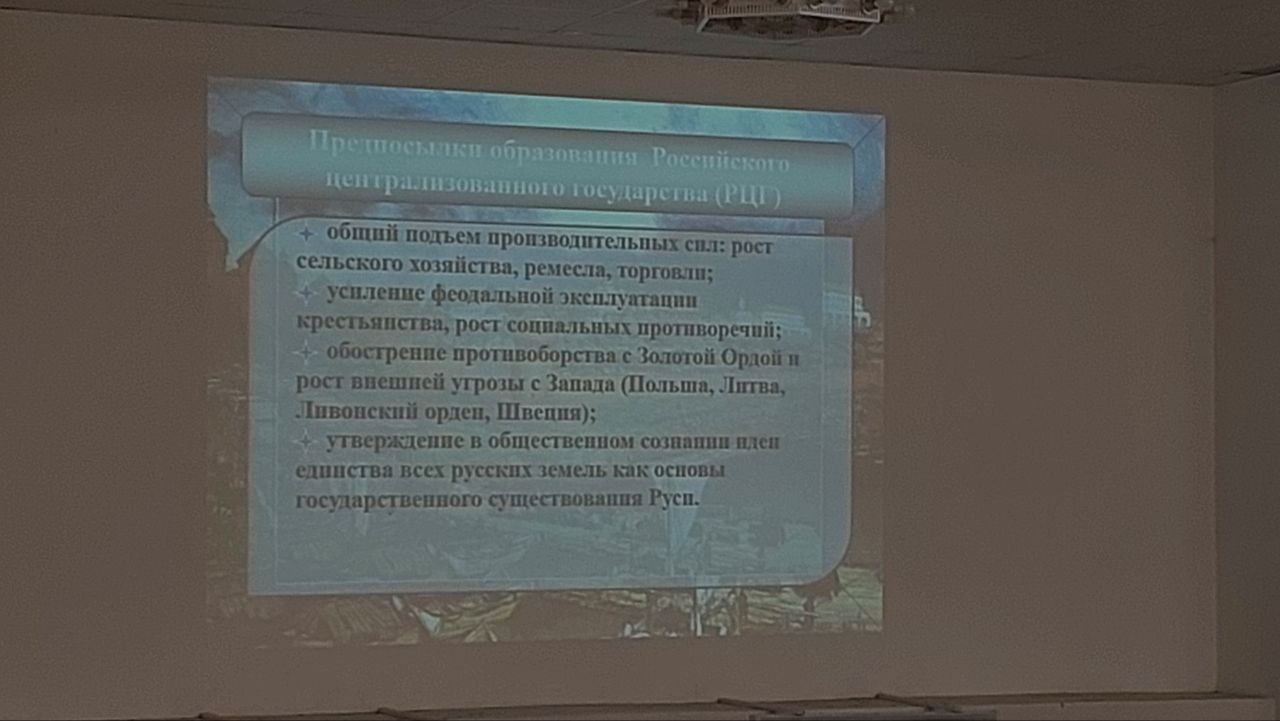 Предпосылки образования Российского
централизованного государства (РЦГ)
общий подъем производительных сил: рост
сельского хозяйства, ремесла, торговли;
усиление феодальной эксплуатации
крестьянства, рост социальных противоречий;
обострение противоборства с Золотой Ордой и
рост внешней угрозы с Запада (Польша, Литва,
Ливонский орден, Швеция);
утверждение в общественном сознании идеи
единства всех русских земель как основы
государственного существования Руси.